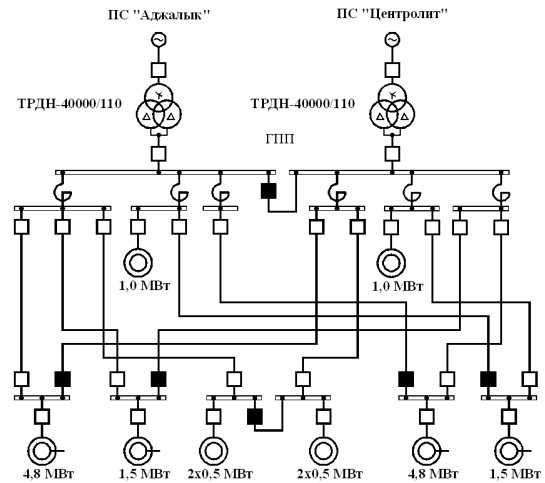 ПС "Аджалык"
ПС "Центролит"
ТРДН-40000/110
ТРДН-40000/110
ГПП
1,0 МВт
1,0 МВт
4,8 МВт
1,5 МВт
2х0,5 МВт
2х0,5 МВт
4,8 МВт
1,5 МВт